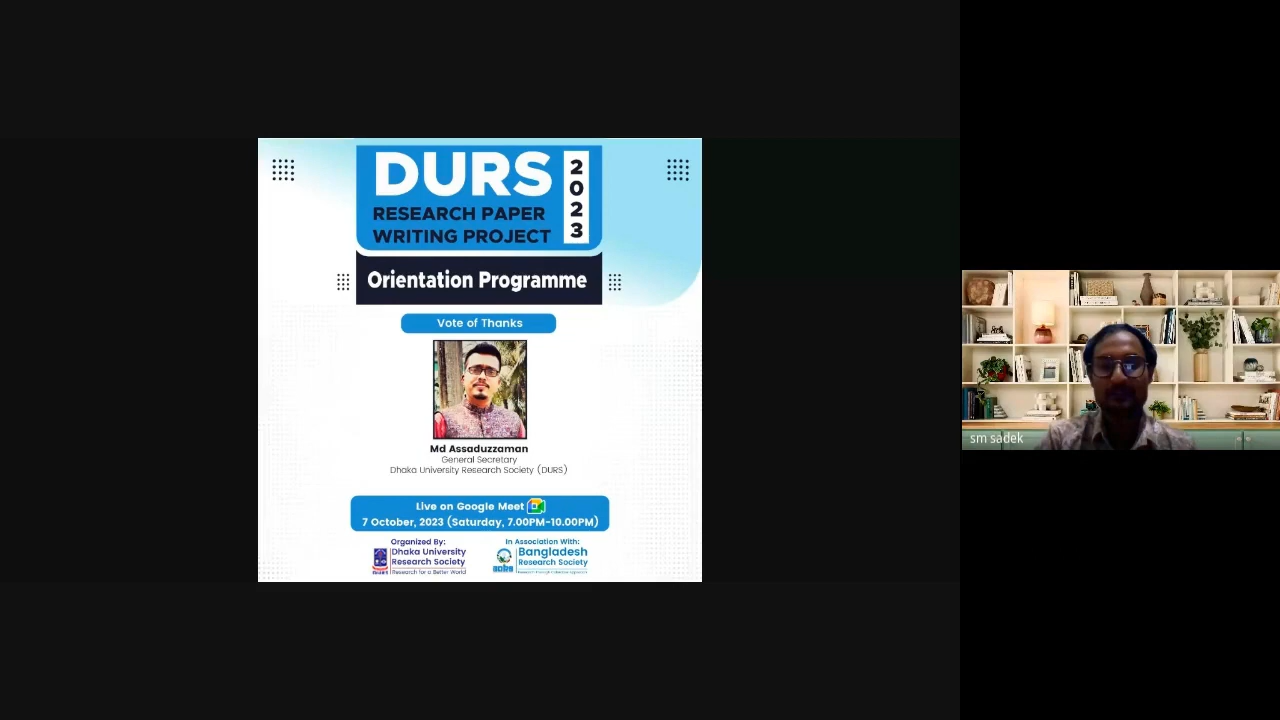 DURS
2023
RESEARCH PAPER
WRITING PROJECT
Orientation Programme
Vote of Thanks
Md Assaduzzaman
General Secretary
Dhaka University Research Society (DURS)
Live on Google Meet
7 October, 2023 (Saturday, 7.00PM-10.00PM)
Organized By:
Dhaka University
Research Society
Research for a Better World
In Association With:
Bangladesh
Research Society
sm sadek